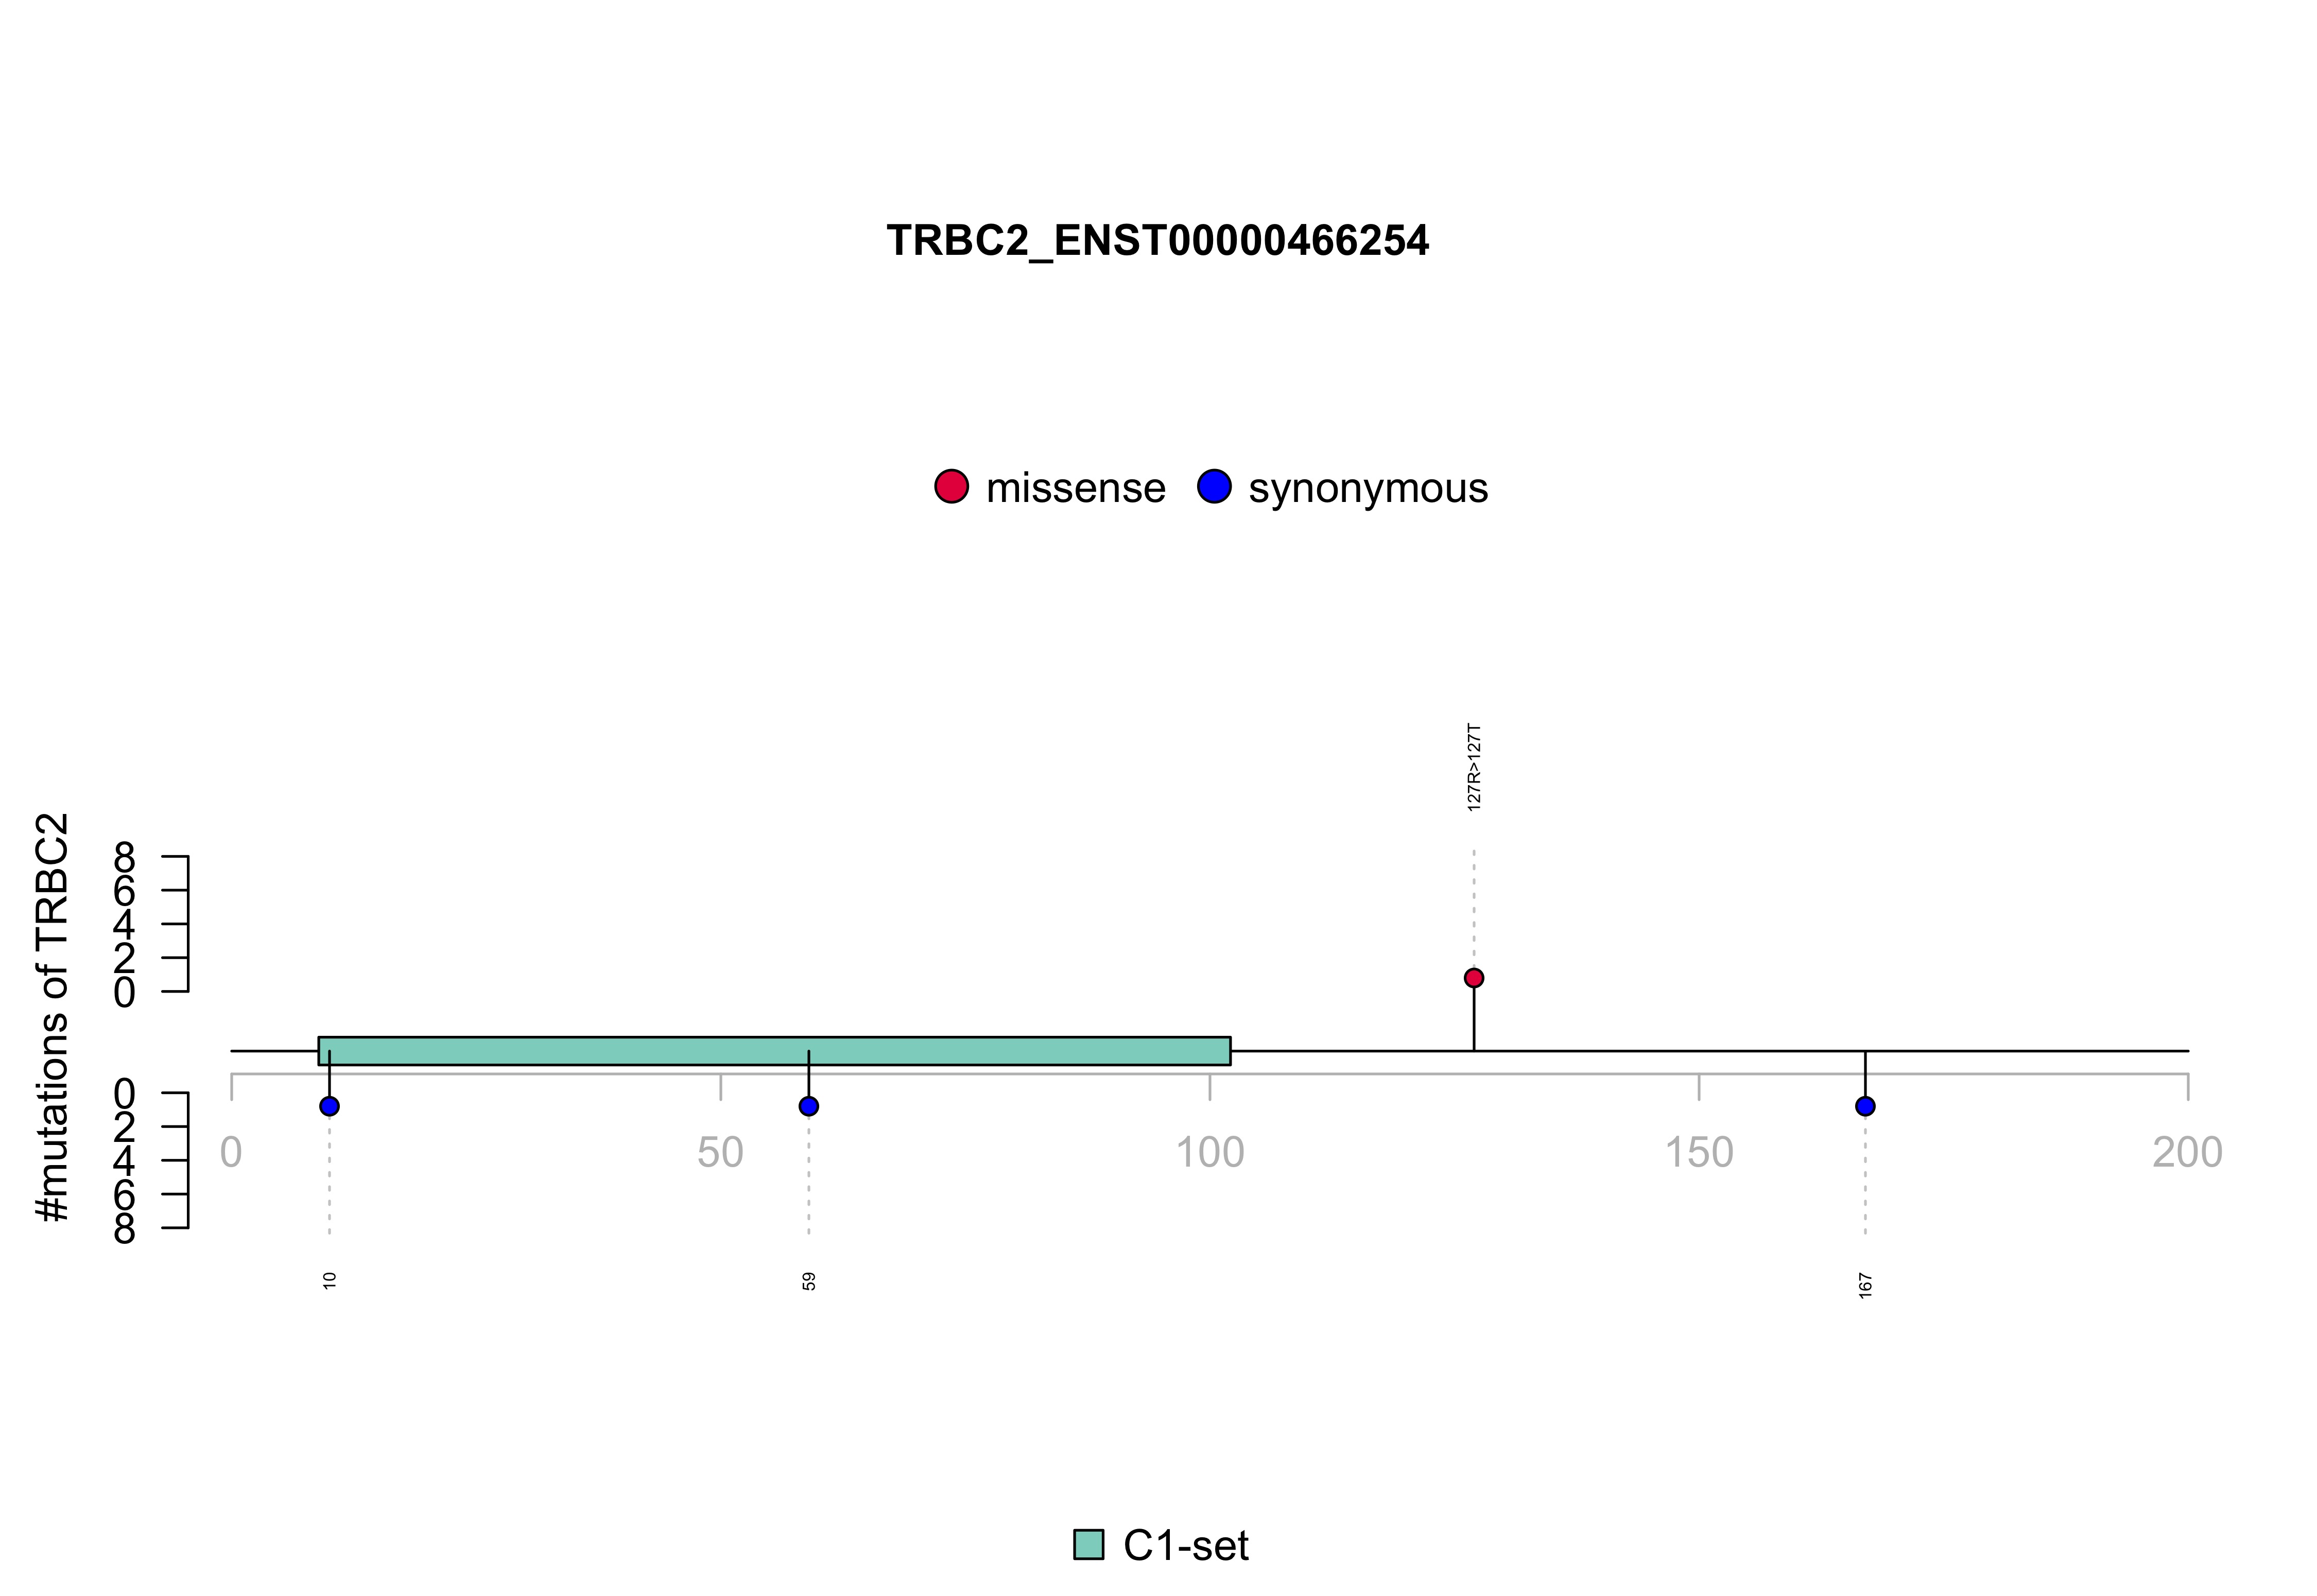 TRBC2_ENST00000466254
missense synonymous
127R>127T
#mutations of TRBC2
8
6
4
2
0
0
2
4
6
8
0 50 100 150 200
10 59 167
C1-set